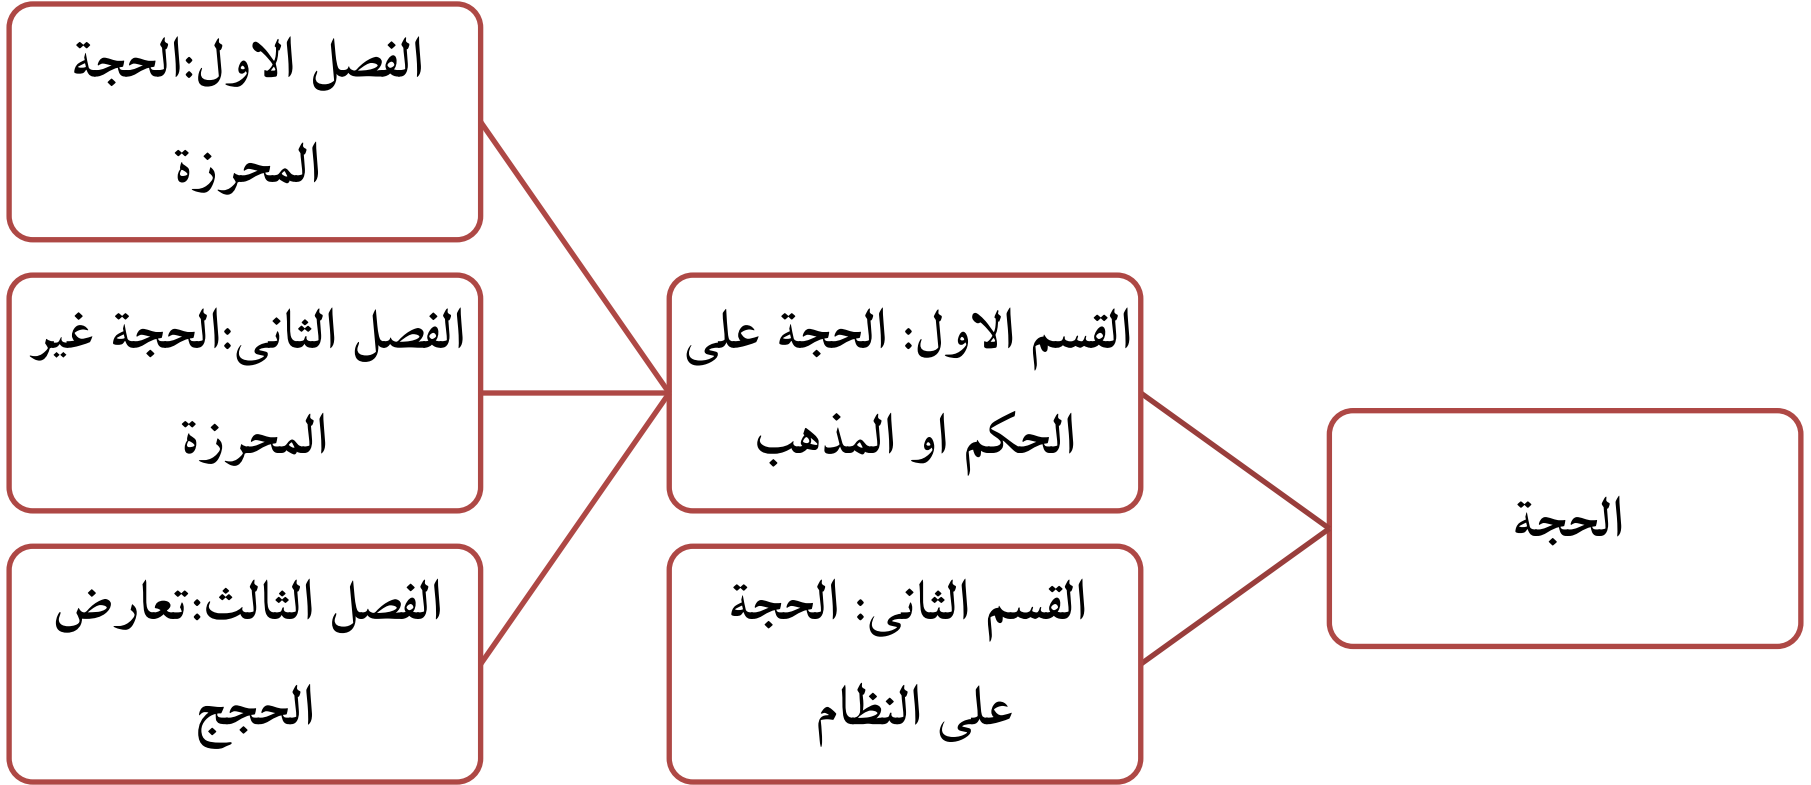 الحجة
القسم الاول: الحجة على
الحكم او المذهب
الفصل الاول:الحجة
المحرزة
الفصل الثانى:الحجة غير
المحرزة
الفصل الثالث:تعارض
الحجج
القسم الثانى: الحجة
على النظام